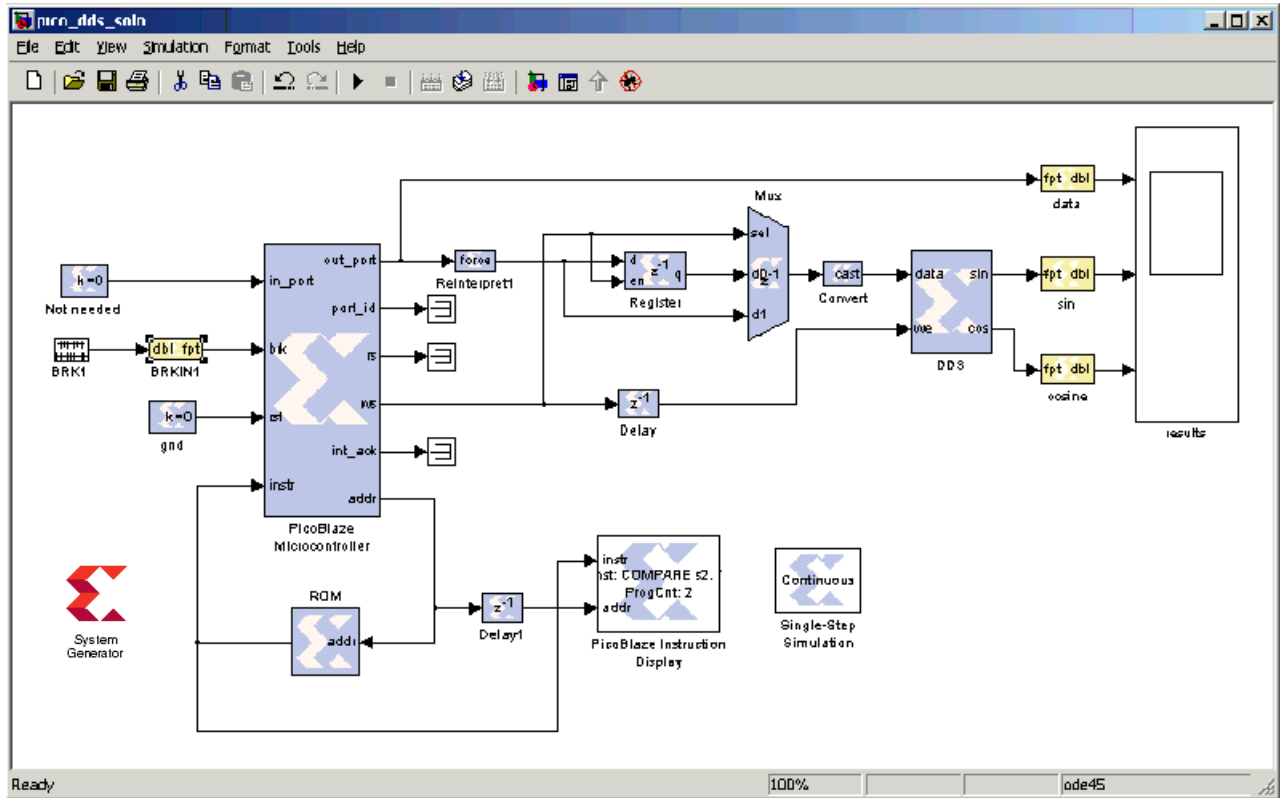 pico_dds_soln
File Edit View Simulation Format Tools Help
Mux
fpt dbl
data
sel
out_port
force
Reinterpret1
d
en
z-1
q
Register
d0
z-1
d1
cast
Convert
data
sin
we
cos
DDS
fpt dbl
sin
fpt dbl
cosine
results
k=0
Not needed
in_port
port_id
BRK1
dbl fpt
BRKIN1
brk
rs
k=0
gnd
rst
ws
z-1
Delay
int_ack
instr
addr
PicoBlaze
Microcontroller
System
Generator
ROM
addr
z-1
Delay1
instr
nst: COMPARE s2,
ProgCnt: 2
addr
PicoBlaze Instruction
Display
Continuous
Single-Step
Simulation
Ready
100%
ode45